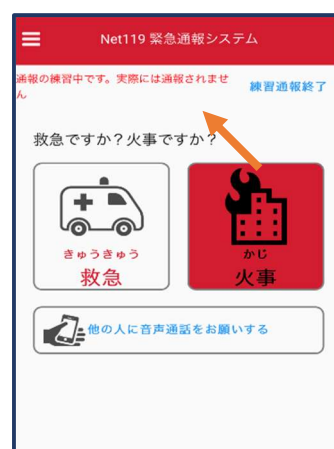 Net119 緊急通報システム
通報の練習中です。実際には通報されませ
ん
練習通報終了
救急ですか？火事ですか？
きゅうきゅう
救急
かじ
火事
他の人に音声通話をお願いする